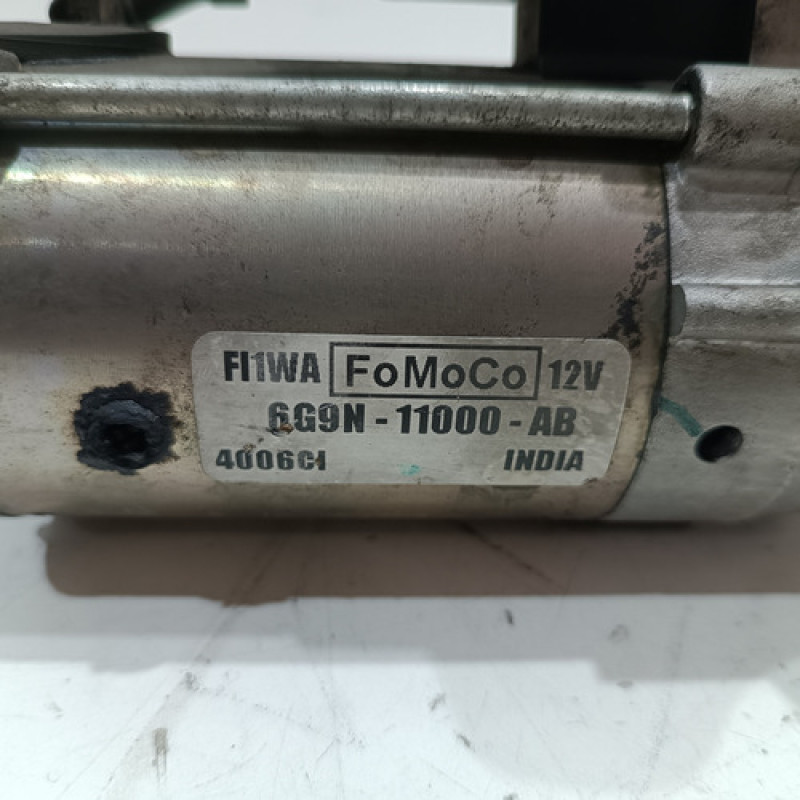 FI1WA FoMoCo 12V
6G9N - 11000 - AB
4006CI INDIA